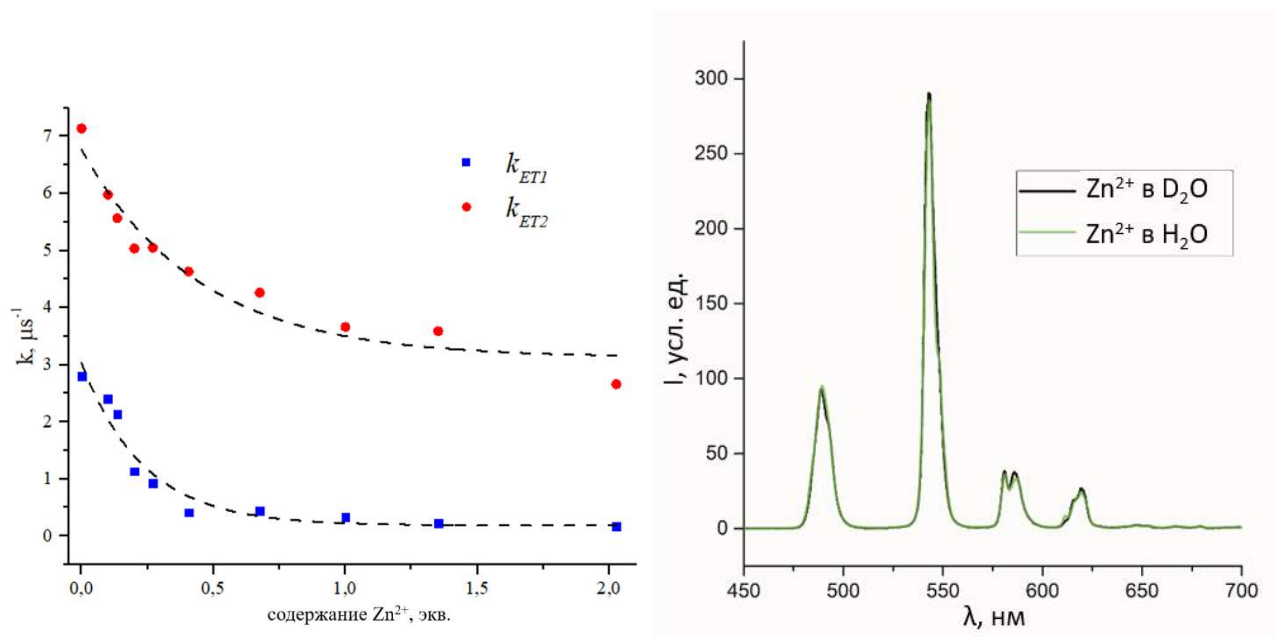 7
6
5
4
3
2
1
0
k, μs⁻¹
k_ET1
k_ET2
0,0 0,5 1,0 1,5 2,0
содержание Zn²⁺, экв.
300
250
200
150
100
50
0
I, усл. ед.
Zn²⁺ в D₂O
Zn²⁺ в H₂O
450 500 550 600 650 700
λ, нм